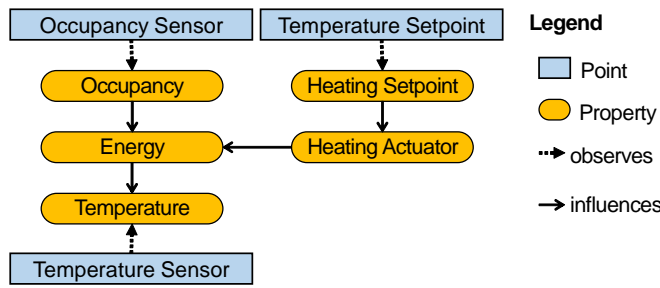 Occupancy Sensor
Temperature Setpoint
Legend
Occupancy
Heating Setpoint
Point
Property
Energy
Heating Actuator
observes
Temperature
influences
Temperature Sensor